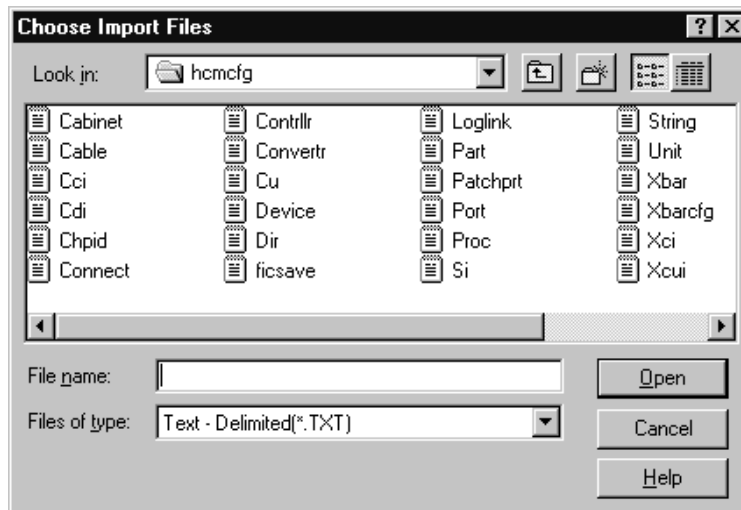 Choose Import Files
Look in: hcmcfg
Cabinet Contrllr Loglink String
Cable Convertr Part Unit
Cci Cu Patchprt Xbar
Cdi Device Port Xbarcfg
Chpid Dir Proc Xci
Connect ficsave Si Xcui
File name: Open
Files of type: Text - Delimited(*.TXT) Cancel
Help